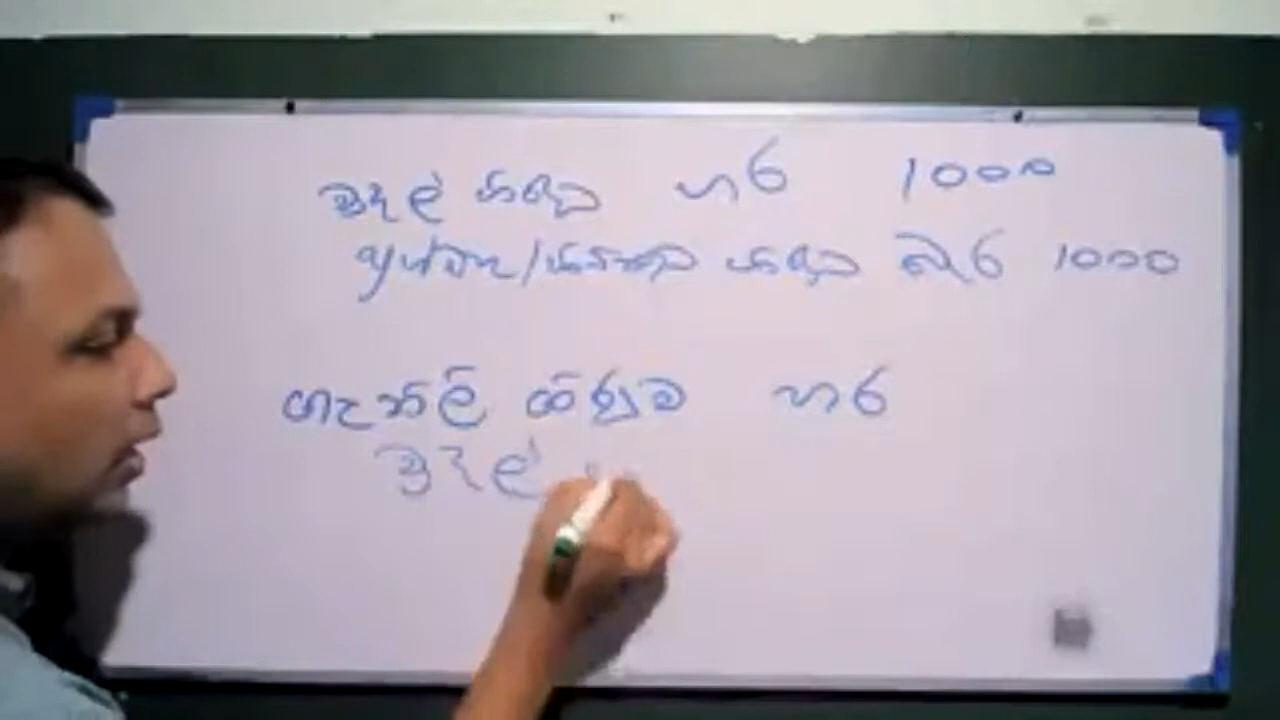 මුදල් ගිණුම හර 1000
ගිණුම බැර 1000
ගැනිලි ගිණුම හර
මුදල්